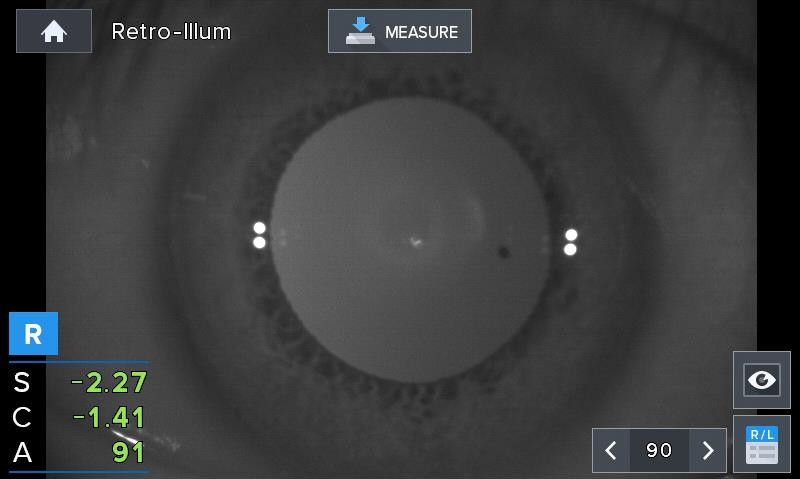 Retro-Illum
MEASURE
R
S -2.27
C -1.41
A 91
90
R/L